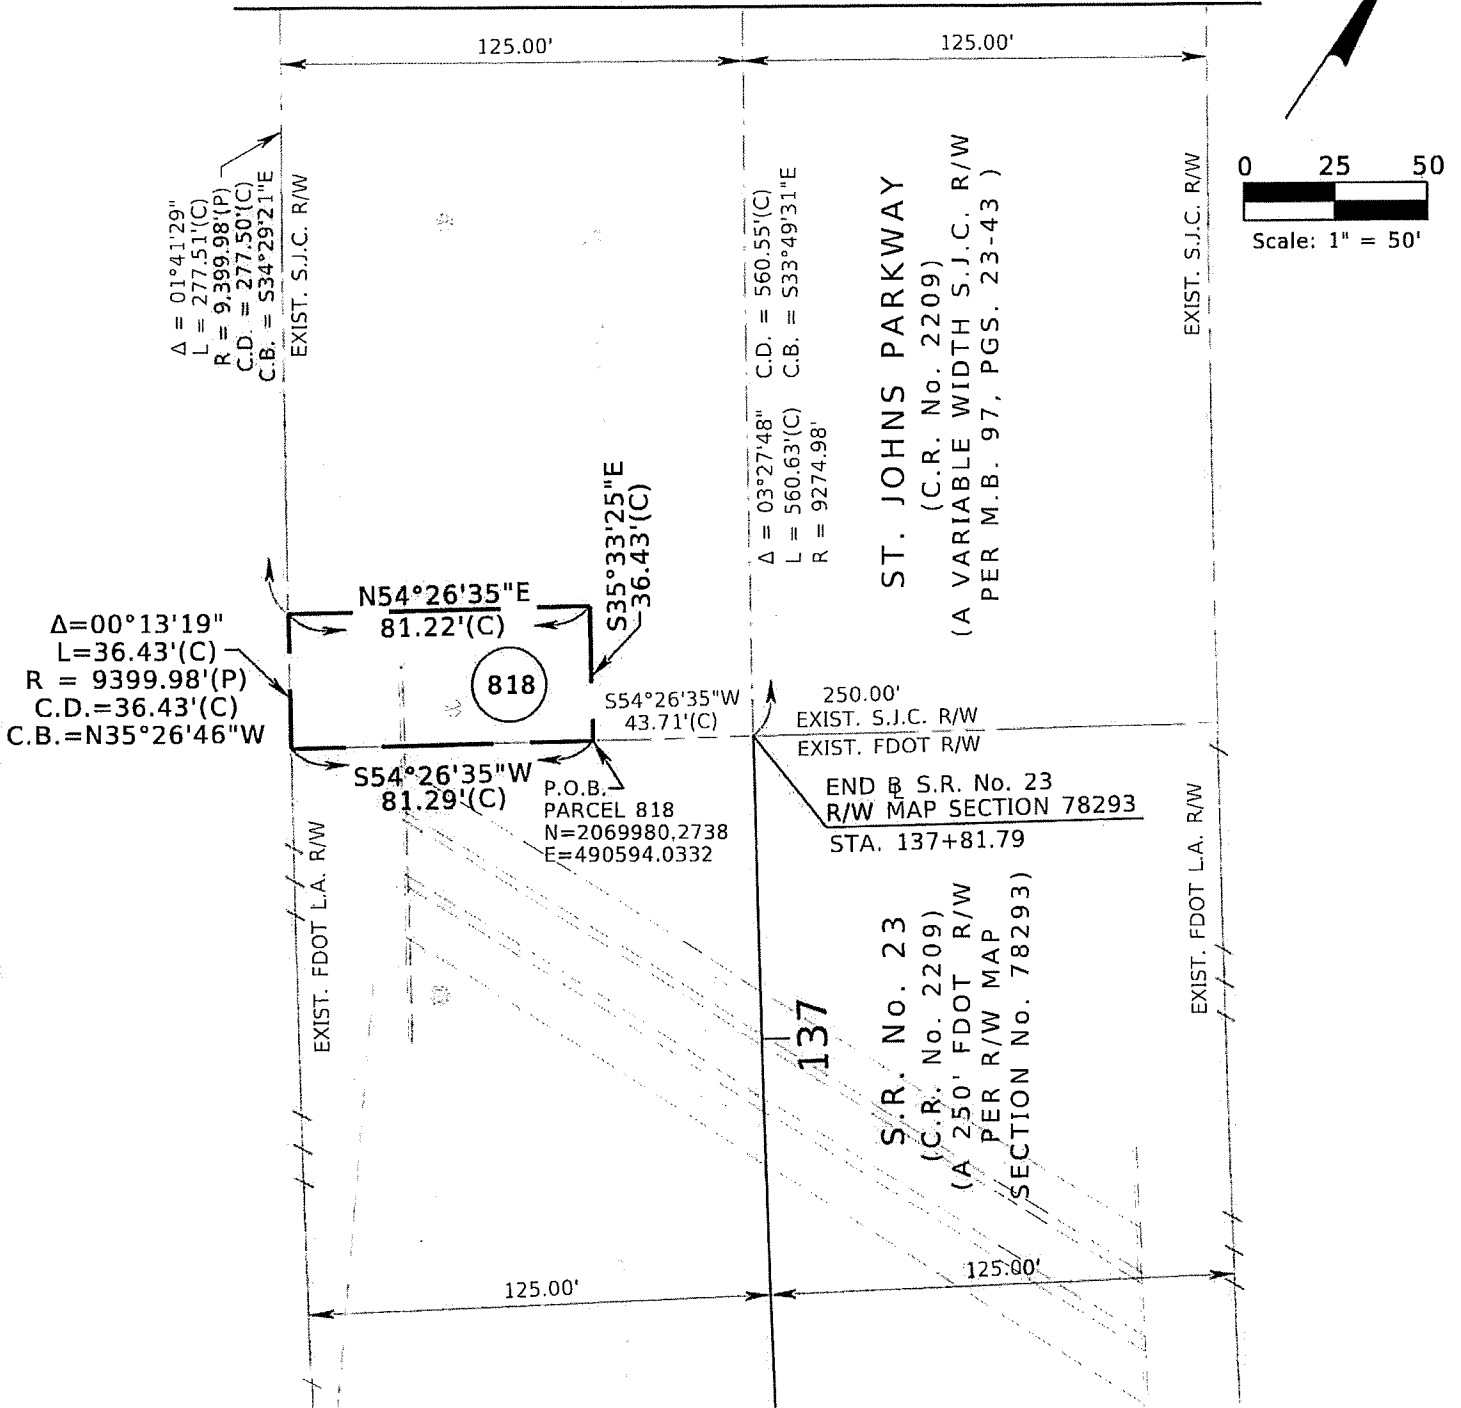 125.00'
125.00'
0 25 50
Scale: 1" = 50'
Δ = 01°41'29"
L = 277.51'(C)
R = 9,399.98'(P)
C.D. = 277.50'(C)
C.B. = S34°29'21"E
EXIST. S.J.C. R/W
Δ = 03°27'48" C.D. = 560.55'(C)
L = 560.63'(C) C.B. = S33°49'31"E
R = 9274.98'
ST. JOHNS PARKWAY
(C.R. No. 2209)
(A VARIABLE WIDTH S.J.C. R/W
PER M.B. 97, PGS. 23-43 )
EXIST. S.J.C. R/W
S35°33'25"E
36.43'(C)
N54°26'35"E
81.22'(C)
Δ=00°13'19"
L=36.43'(C)
R = 9399.98'(P)
C.D.=36.43'(C)
C.B.=N35°26'46"W
818
S54°26'35"W
43.71'(C)
250.00'
EXIST. S.J.C. R/W
EXIST. FDOT R/W
S54°26'35"W
81.29'(C)
P.O.B.
PARCEL 818
N=2069980,2738
E=490594.0332
END BL S.R. No. 23
R/W MAP SECTION 78293
STA. 137+81.79
EXIST. FDOT L.A. R/W
137
S.R. No. 23
(C.R. No. 2209)
(A 250' FDOT R/W
PER R/W MAP
SECTION No. 78293)
EXIST. FDOT L.A. R/W
125.00'
125.00'